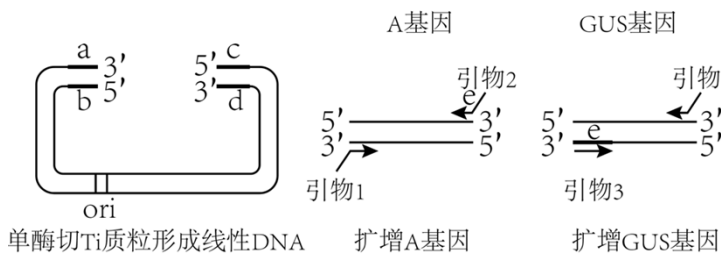 A基因 GUS基因
a 3' 5' c
b 5' 3' d
引物2 引物
e
5' 3' 5' 3'
e
3' 5' 3' 5'
引物1 引物3
ori
单酶切Ti质粒形成线性DNA 扩增A基因 扩增GUS基因